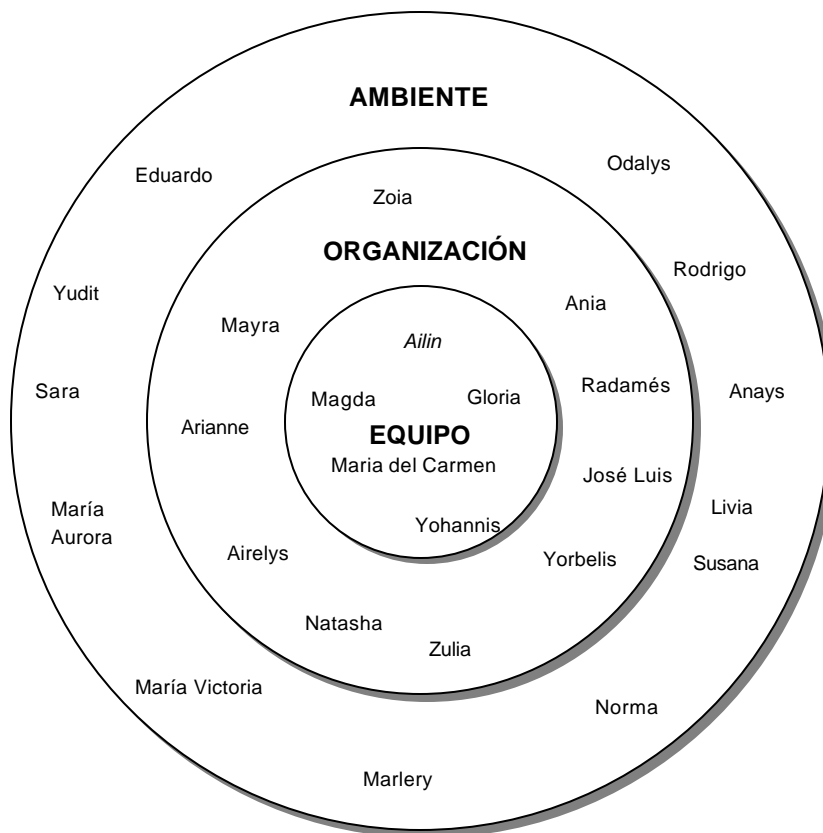 AMBIENTE
Eduardo
Odalys
Zoia
ORGANIZACIÓN
Rodrigo
Yudit
Ania
Mayra
Ailin
Sara
Magda
Gloria
Radamés
Anays
Arianne
EQUIPO
Maria del Carmen
José Luis
María
Aurora
Livia
Yohannis
Airelys
Yorbelis
Susana
Natasha
Zulia
María Victoria
Norma
Marlery